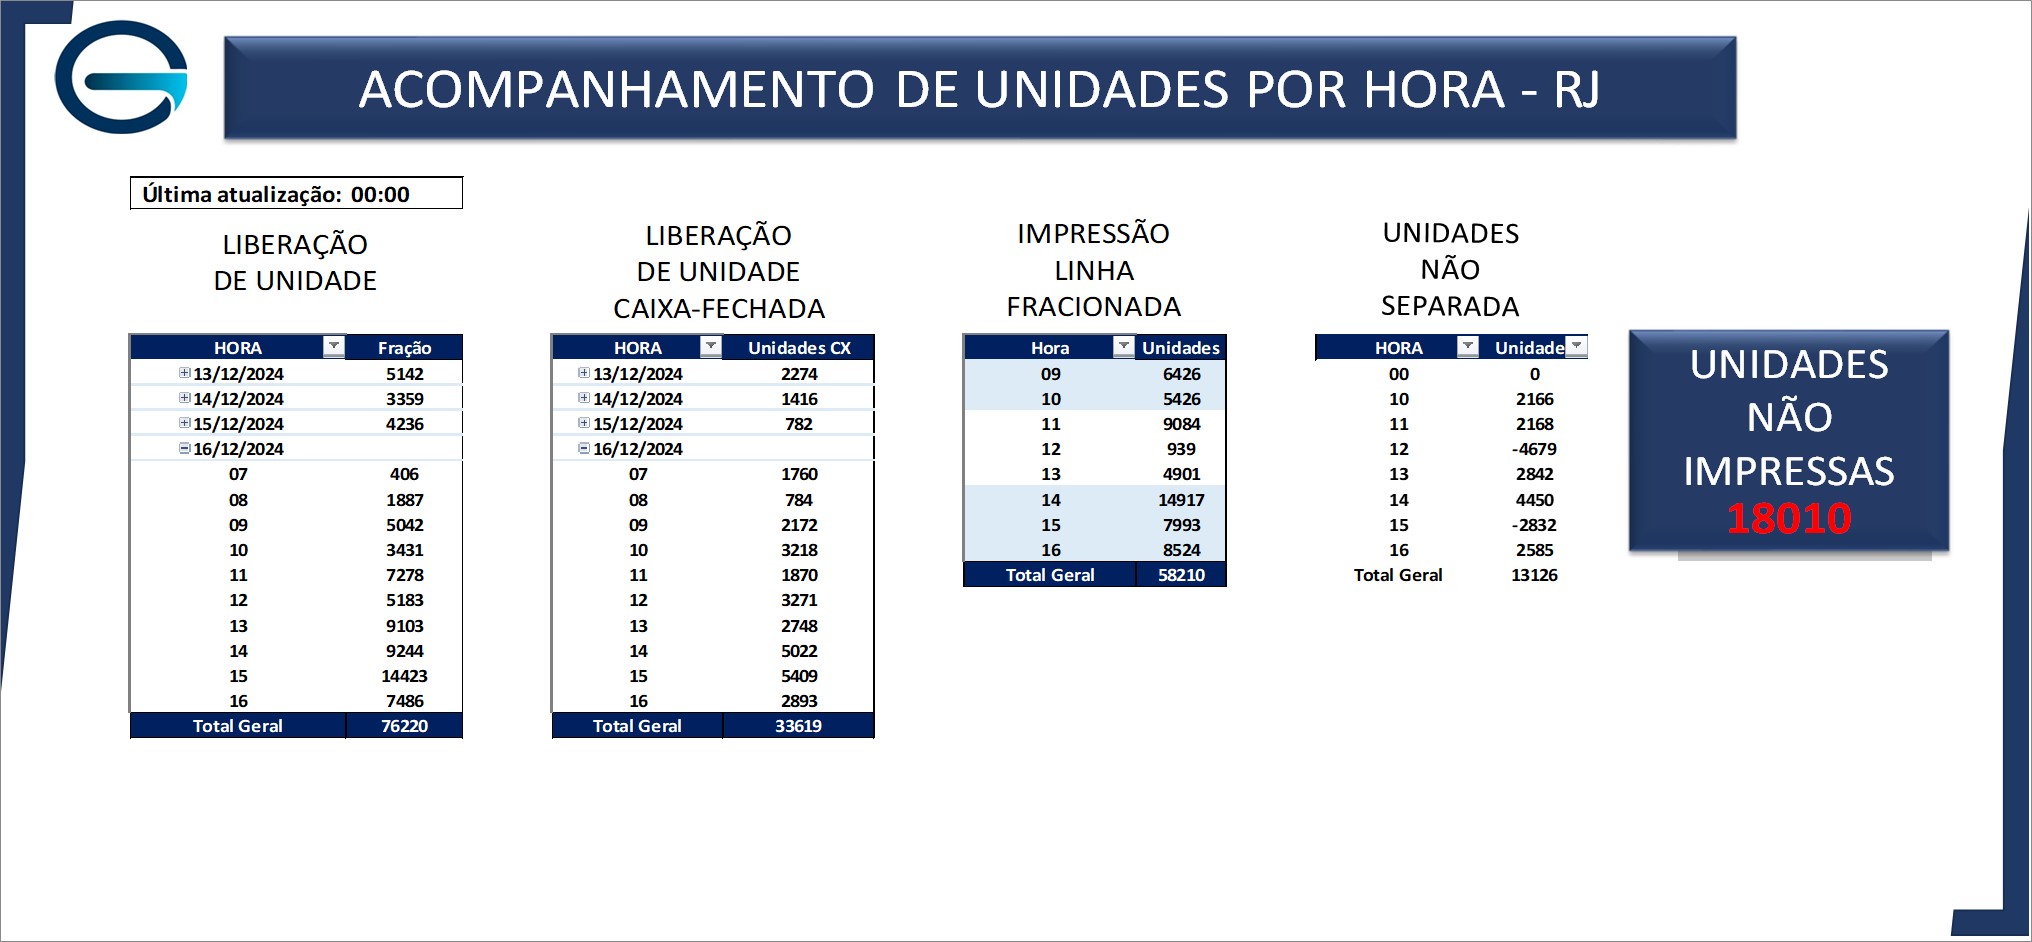 ACOMPANHAMENTO DE UNIDADES POR HORA - RJ
Última atualização: 00:00
LIBERAÇÃO
DE UNIDADE
HORA Fração
13/12/2024 5142
14/12/2024 3359
15/12/2024 4236
16/12/2024
07 406
08 1887
09 5042
10 3431
11 7278
12 5183
13 9103
14 9244
15 14423
16 7486
Total Geral 76220
LIBERAÇÃO
DE UNIDADE
CAIXA-FECHADA
HORA Unidades CX
13/12/2024 2274
14/12/2024 1416
15/12/2024 782
16/12/2024
07 1760
08 784
09 2172
10 3218
11 1870
12 3271
13 2748
14 5022
15 5409
16 2893
Total Geral 33619
IMPRESSÃO
LINHA
FRACIONADA
Hora Unidades
09 6426
10 5426
11 9084
12 939
13 4901
14 14917
15 7993
16 8524
Total Geral 58210
UNIDADES
NÃO
SEPARADA
HORA Unidade
00 0
10 2166
11 2168
12 -4679
13 2842
14 4450
15 -2832
16 2585
Total Geral 13126
UNIDADES
NÃO
IMPRESSAS
18010